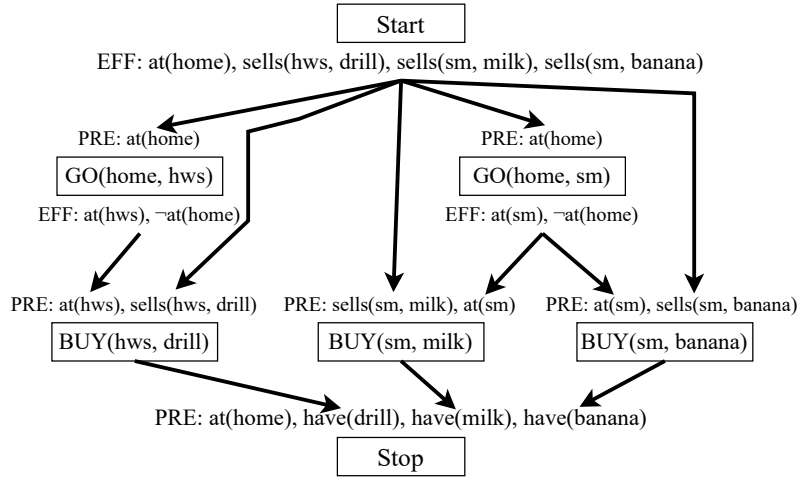 Start
EFF: at(home), sells(hws, drill), sells(sm, milk), sells(sm, banana)
PRE: at(home)
PRE: at(home)
GO(home, hws)
GO(home, sm)
EFF: at(hws), ¬at(home)
EFF: at(sm), ¬at(home)
PRE: at(hws), sells(hws, drill)
PRE: sells(sm, milk), at(sm)
PRE: at(sm), sells(sm, banana)
BUY(hws, drill)
BUY(sm, milk)
BUY(sm, banana)
PRE: at(home), have(drill), have(milk), have(banana)
Stop